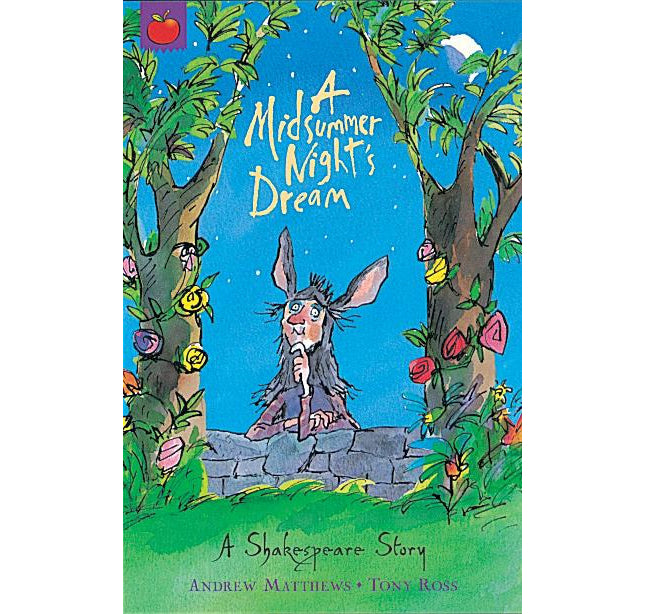 A
Midsummer
Night's
Dream
A Shakespeare Story
ANDREW MATTHEWS • TONY ROSS